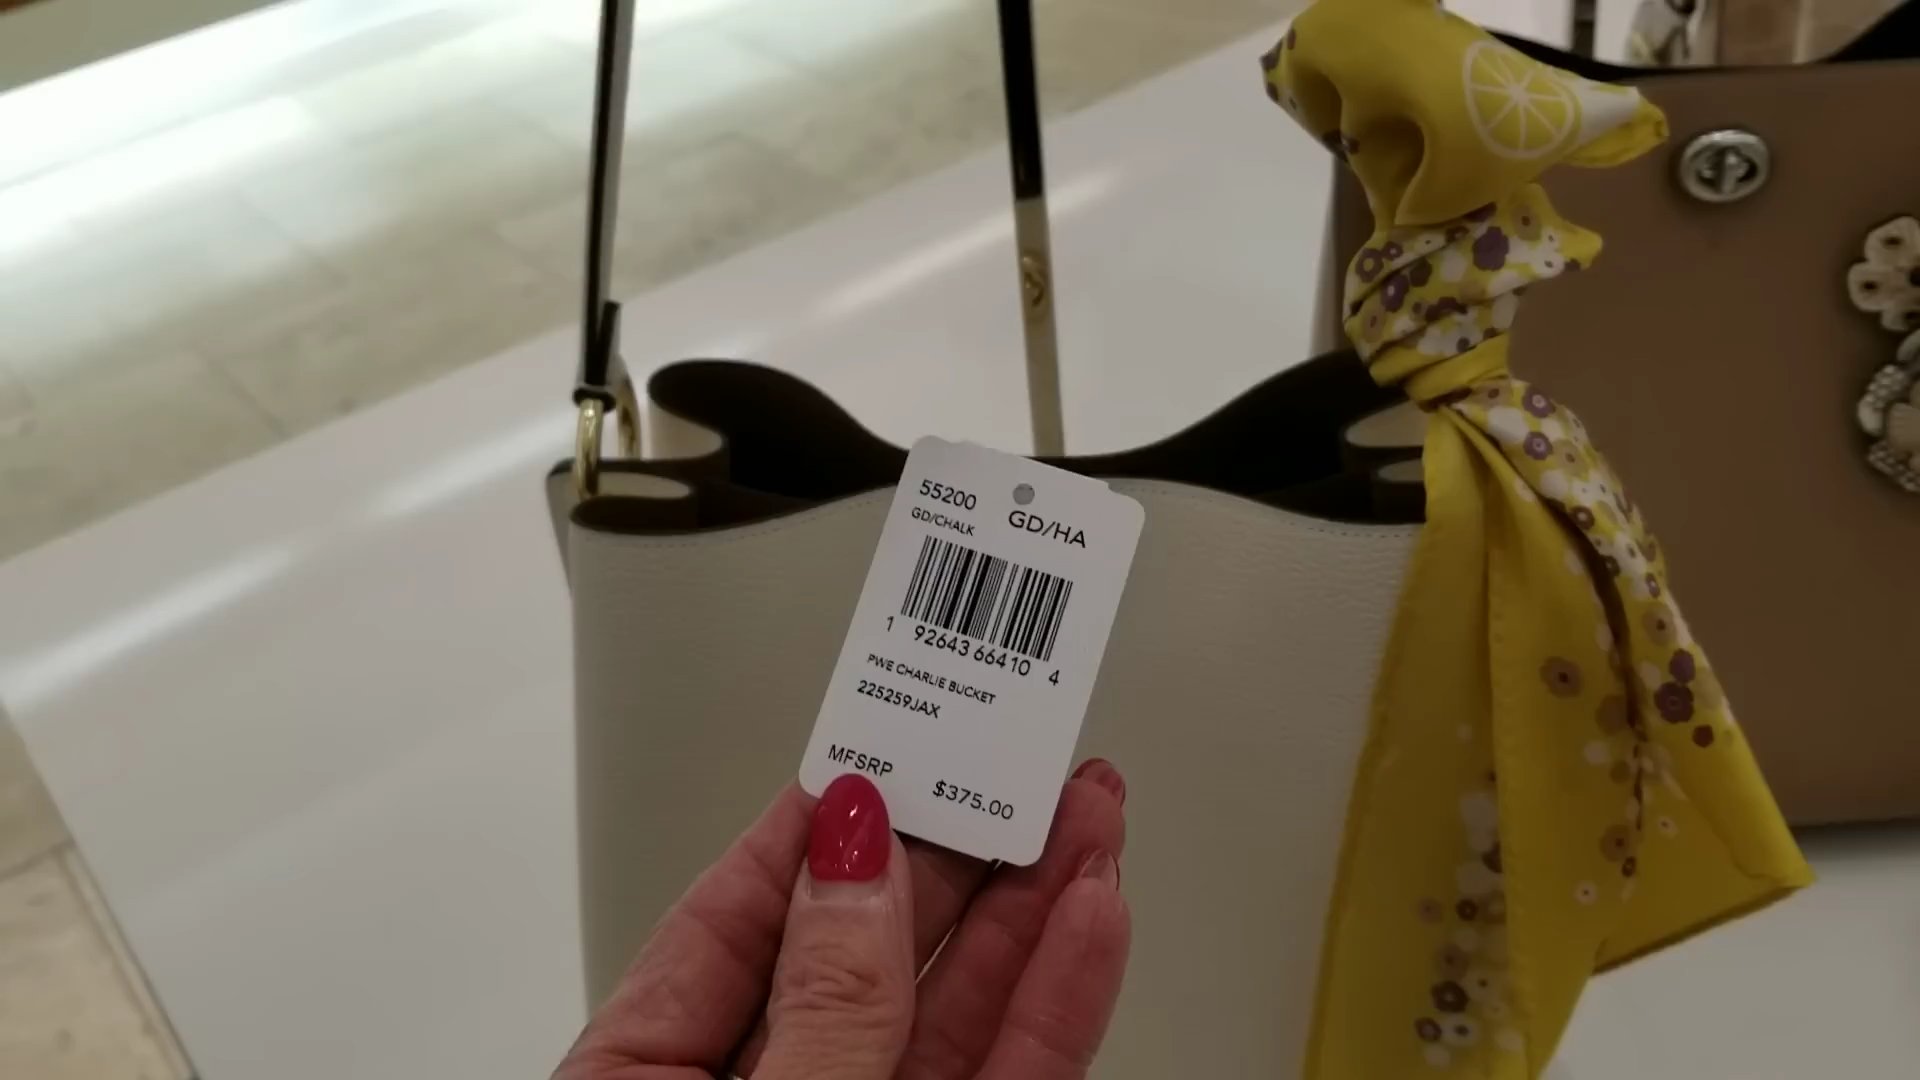 55200
GD/CHALK
GD/HA
1 92643 66410 4
PWE CHARLIE BUCKET
225259JAX
MFSRP
$375.00